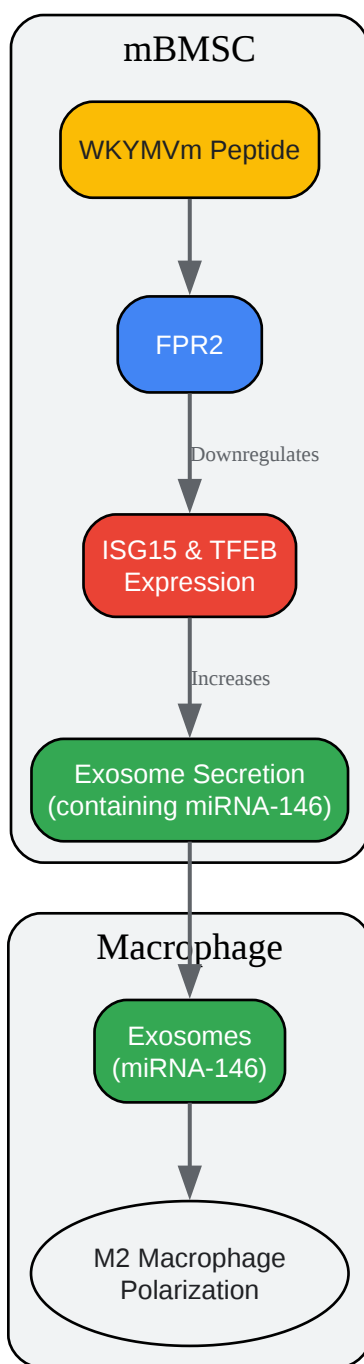 mBMSC
WKYMVm Peptide
FPR2
Downregulates
ISG15 & TFEB
Expression
Increases
Exosome Secretion
(containing miRNA-146)
Macrophage
Exosomes
(miRNA-146)
M2 Macrophage
Polarization